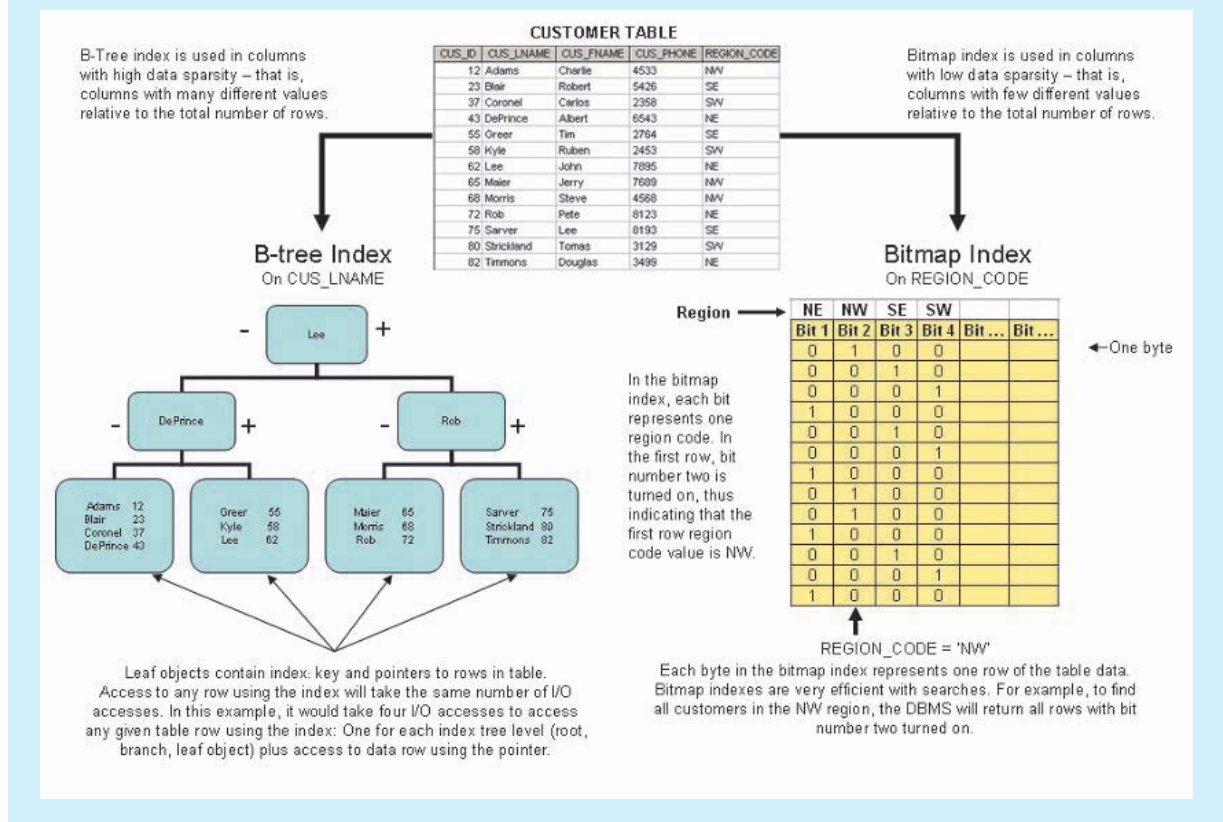 CUSTOMER TABLE
B-Tree index is used in columns
with high data sparsity – that is,
columns with many different values
relative to the total number of rows.
CUS_ID CUS_LNAME CUS_FNAME CUS_PHONE REGION_CODE
12 Adams Charlie 4533 NW
23 Blair Robert 5426 SE
37 Coronel Carlos 2358 SW
43 DePrince Albert 6543 NE
55 Greer Tim 2764 SE
58 Kyle Ruben 2453 SW
62 Lee John 7895 NE
65 Maier Jerry 7689 NW
68 Morris Steve 4568 NW
72 Rob Pete 8123 NE
75 Sarver Lee 8193 SE
80 Strickland Tomas 3129 SW
82 Timmons Douglas 3499 NE
Bitmap index is used in columns
with low data sparsity – that is,
columns with few different values
relative to the total number of rows.
B-tree Index
On CUS_LNAME
- Lee +
- DePrince +
- Rob +
Adams 12
Blair 23
Coronel 37
DePrince 43
Greer 55
Kyle 58
Lee 62
Maier 65
Morris 68
Rob 72
Sarver 75
Strickland 80
Timmons 82
Leaf objects contain index: key and pointers to rows in table.
Access to any row using the index will take the same number of I/O
accesses. In this example, it would take four I/O accesses to access
any given table row using the index: One for each index tree level (root,
branch, leaf object) plus access to data row using the pointer.
Bitmap Index
On REGION_CODE
Region
NE NW SE SW
Bit 1 Bit 2 Bit 3 Bit 4 Bit ... Bit ...
0 1 0 0
0 0 1 0
0 0 0 1
1 0 0 0
0 0 1 0
0 0 0 1
1 0 0 0
0 1 0 0
0 1 0 0
1 0 0 0
0 0 1 0
0 0 0 1
1 0 0 0
One byte
In the bitmap
index, each bit
represents one
region code. In
the first row, bit
number two is
turned on, thus
indicating that the
first row region
code value is NW.
REGION_CODE = 'NW'
Each byte in the bitmap index represents one row of the table data.
Bitmap indexes are very efficient with searches. For example, to find
all customers in the NW region, the DBMS will return all rows with bit
number two turned on.